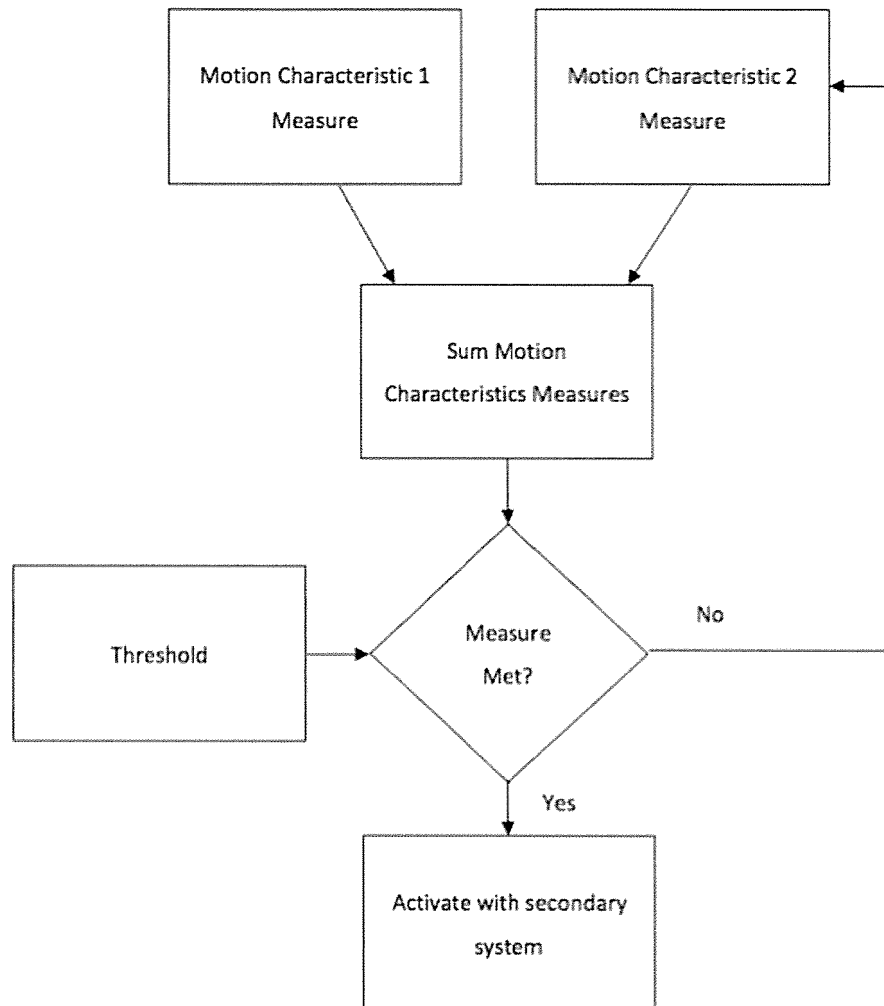 Motion Characteristic 1
Measure
Motion Characteristic 2
Measure
Sum Motion
Characteristics Measures
Threshold
Measure
Met?
No
Yes
Activate with secondary
system